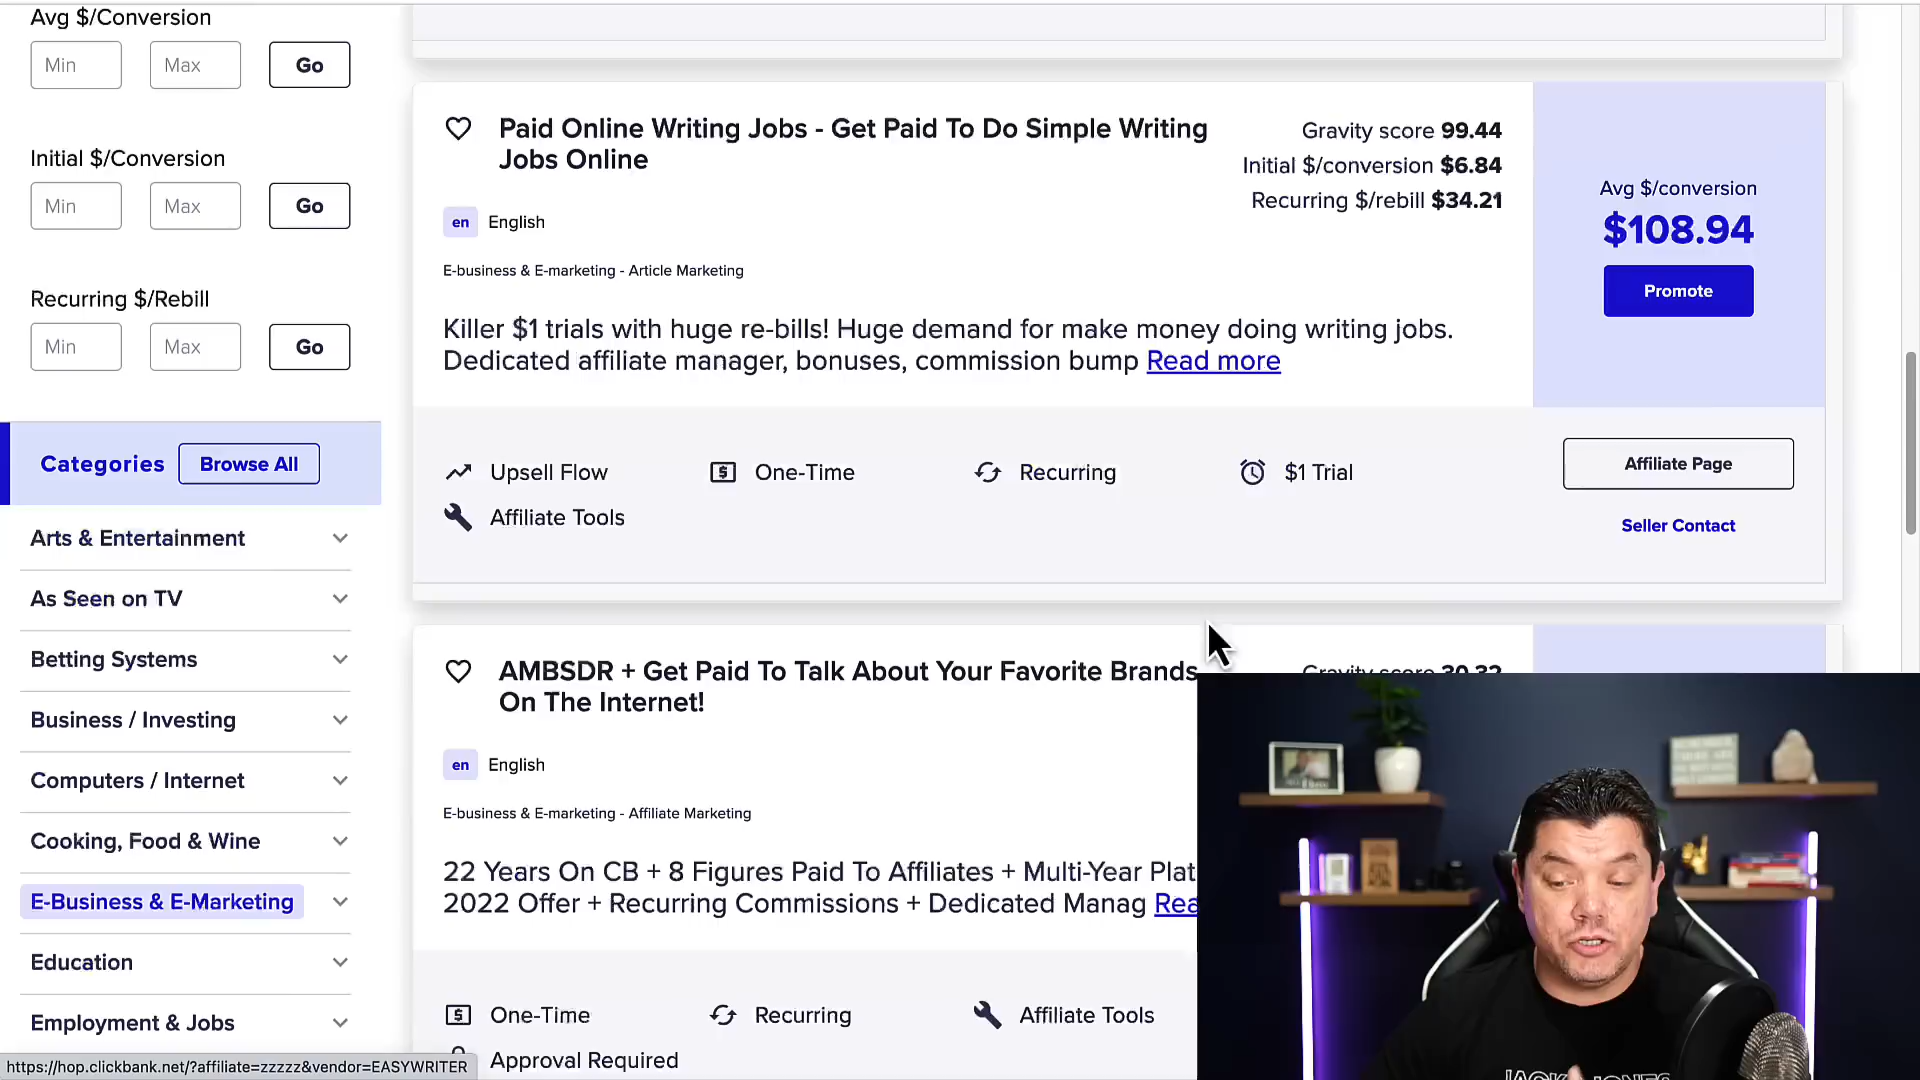 Avg $/Conversion
Min Max Go
Initial $/Conversion
Min Max Go
Recurring $/Rebill
Min Max Go
Categories Browse All
Arts & Entertainment
As Seen on TV
Betting Systems
Business / Investing
Computers / Internet
Cooking, Food & Wine
E-Business & E-Marketing
Education
Employment & Jobs
https://hop.clickbank.net/?affiliate=zzzzz&vendor=EASYWRITER
Paid Online Writing Jobs - Get Paid To Do Simple Writing
Jobs Online
en English
E-business & E-marketing - Article Marketing
Gravity score 99.44
Initial $/conversion $6.84
Recurring $/rebill $34.21
Avg $/conversion
$108.94
Promote
Killer $1 trials with huge re-bills! Huge demand for make money doing writing jobs.
Dedicated affiliate manager, bonuses, commission bump Read more
Upsell Flow One-Time Recurring $1 Trial
Affiliate Tools
Affiliate Page
Seller Contact
AMBSDR + Get Paid To Talk About Your Favorite Brands
On The Internet!
Gravity score 30.32
en English
E-business & E-marketing - Affiliate Marketing
22 Years On CB + 8 Figures Paid To Affiliates + Multi-Year Plat
2022 Offer + Recurring Commissions + Dedicated Manag Rea
One-Time Recurring Affiliate Tools
Approval Required